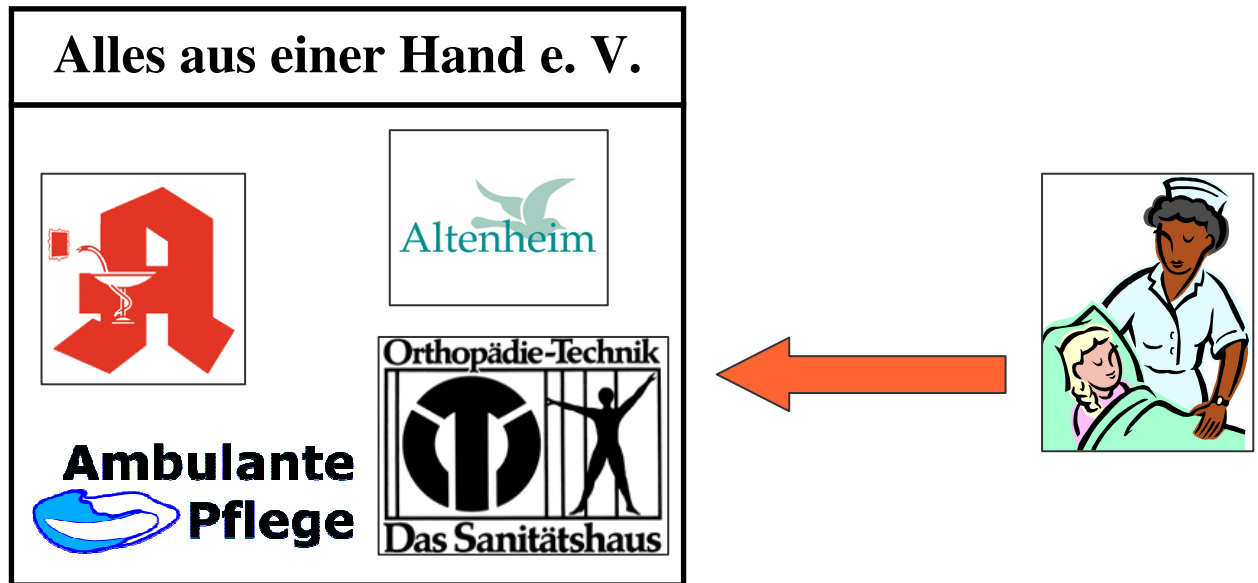 Alles aus einer Hand e. V.
Altenheim
Orthopädie-Technik
Das Sanitätshaus
Ambulante
Pflege